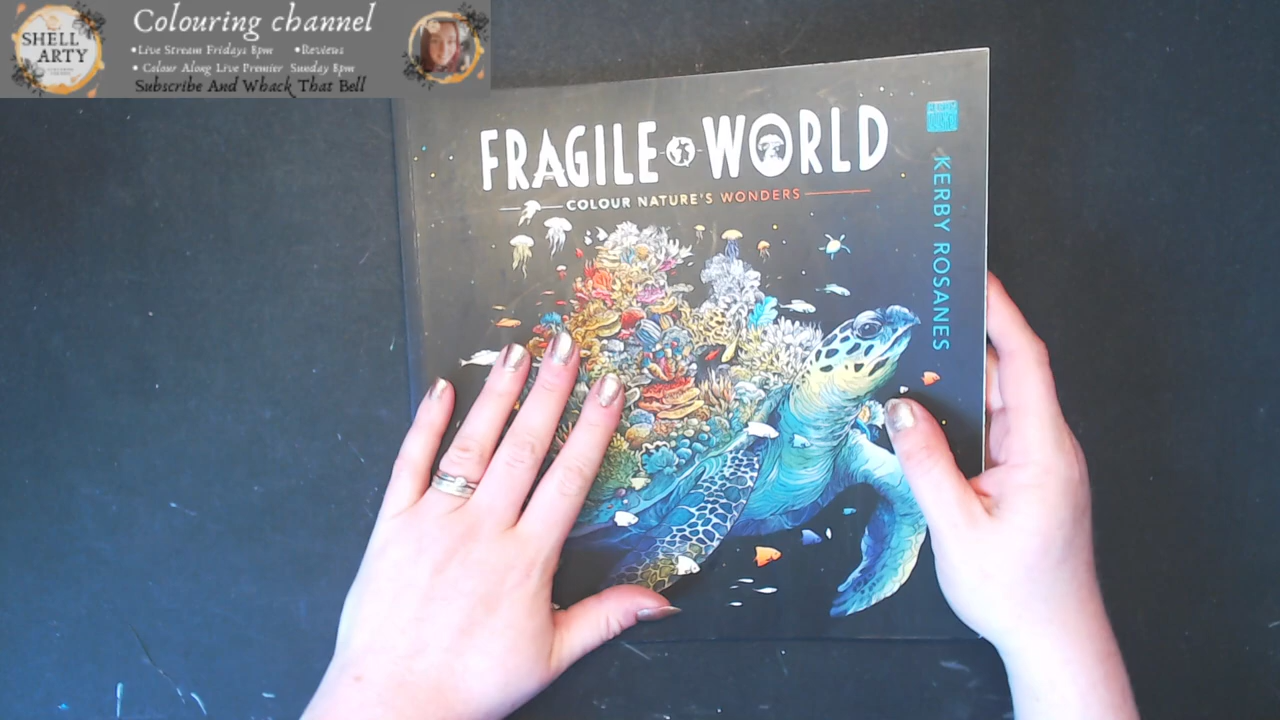 SHELL
ARTY
Colouring channel
•Live Stream Fridays 8pm •Reviews
• Colour Along Live Premier Sunday 8pm
Subscribe And Whack That Bell
FRAGILE WORLD
COLOUR NATURE'S WONDERS
KERBY ROSANES